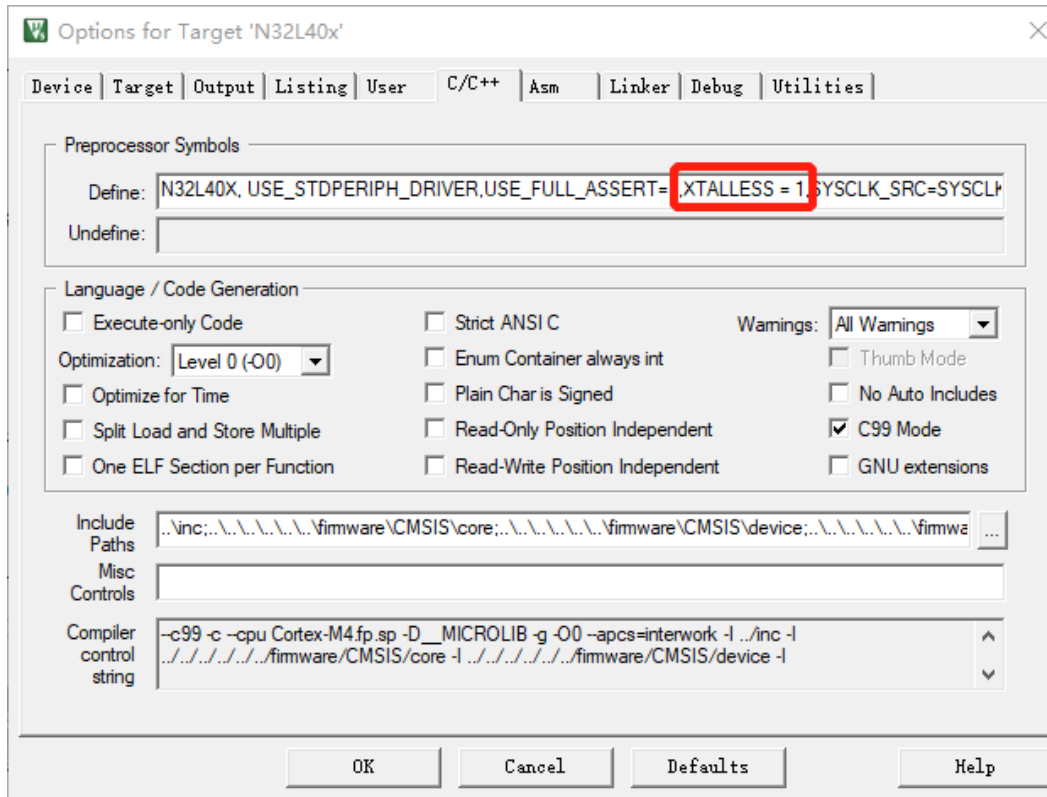 Options for Target 'N32L40x'
Device Target Output Listing User C/C++ Asm Linker Debug Utilities
Preprocessor Symbols
Define: N32L40X, USE_STDPERIPH_DRIVER,USE_FULL_ASSERT= ,XTALLESS = 1,SYSCLK_SRC=SYSCLK
Undefine:
Language / Code Generation
Execute-only Code Strict ANSI C Warnings: All Warnings
Optimization: Level 0 (-O0) Enum Container always int Thumb Mode
Optimize for Time Plain Char is Signed No Auto Includes
Split Load and Store Multiple Read-Only Position Independent C99 Mode
One ELF Section per Function Read-Write Position Independent GNU extensions
Include Paths ..\inc;..\..\..\..\..\..\firmware\CMSIS\core;..\..\..\..\..\..\firmware\CMSIS\device;..\..\..\..\..\..\firmwa ...
Misc Controls
Compiler control string --c99 -c --cpu Cortex-M4.fp.sp -D__MICROLIB -g -O0 --apcs=interwork -I ../inc -I
../../../../../../firmware/CMSIS/core -I ../../../../../../firmware/CMSIS/device -I
OK Cancel Defaults Help